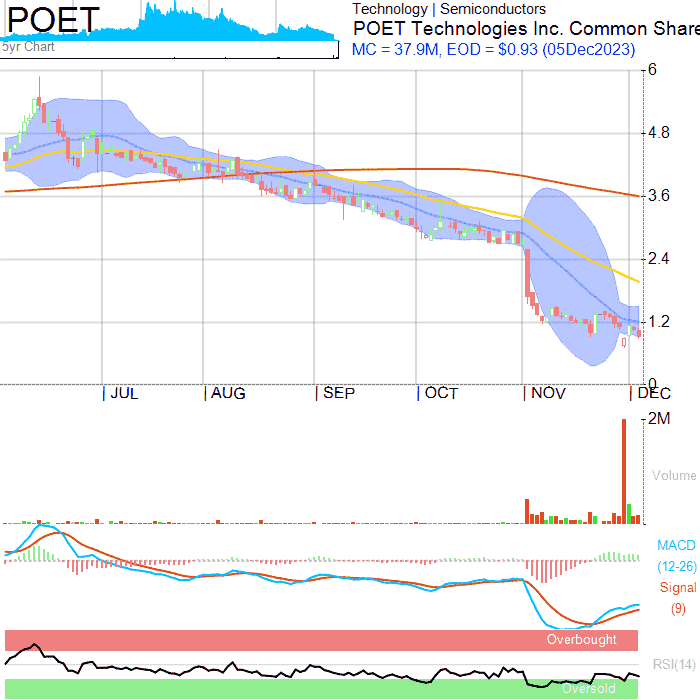 POET
5yr Chart
Technology | Semiconductors
POET Technologies Inc. Common Share
MC = 37.9M, EOD = $0.93 (05Dec2023)
6
4.8
3.6
2.4
1.2
0
JUL AUG SEP OCT NOV DEC
2M
Volume
MACD
(12-26)
Signal
(9)
Overbought
RSI(14)
Oversold